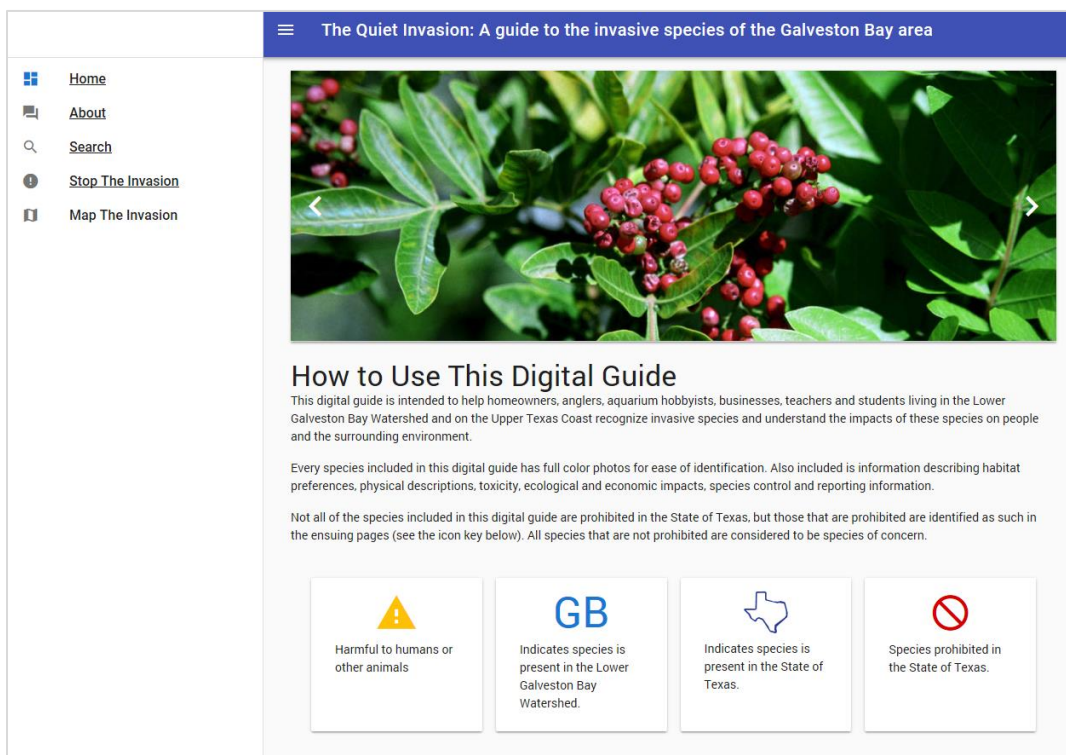 The Quiet Invasion: A guide to the invasive species of the Galveston Bay area
Home
About
Search
Stop The Invasion
Map The Invasion
How to Use This Digital Guide
This digital guide is intended to help homeowners, anglers, aquarium hobbyists, businesses, teachers and students living in the Lower
Galveston Bay Watershed and on the Upper Texas Coast recognize invasive species and understand the impacts of these species on people
and the surrounding environment.
Every species included in this digital guide has full color photos for ease of identification. Also included is information describing habitat
preferences, physical descriptions, toxicity, ecological and economic impacts, species control and reporting information.
Not all of the species included in this digital guide are prohibited in the State of Texas, but those that are prohibited are identified as such in
the ensuing pages (see the icon key below). All species that are not prohibited are considered to be species of concern.
Harmful to humans or
other animals
GB
Indicates species is
present in the Lower
Galveston Bay
Watershed.
Indicates species is
present in the State of
Texas.
Species prohibited in
the State of Texas.